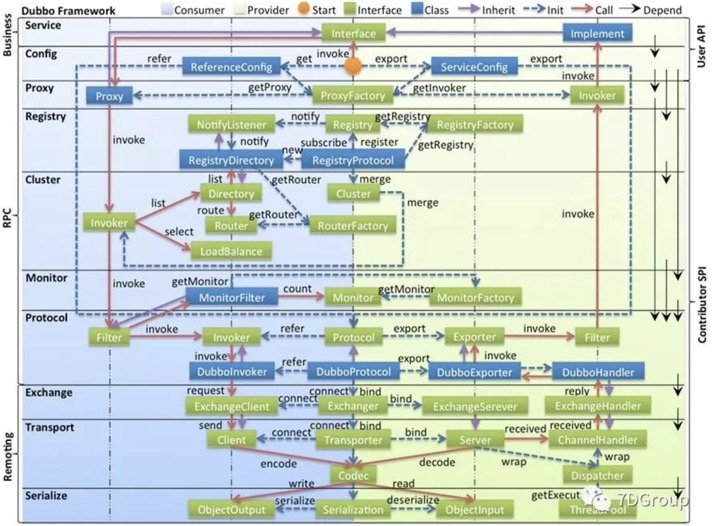 Dubbo Framework Consumer Provider Start Interface Class Inherit Init Call Depend
Business
Service
Interface
Implement
User API
Config
invoke
refer
ReferenceConfig
get
export
ServiceConfig
export
invoke
Proxy
Proxy
getProxy
ProxyFactory
getInvoker
Invoker
RPC
Registry
NotifyListener
notify
Registry
getRegistry
RegistryFactory
invoke
notify
subscribe
register
getRegistry
RegistryDirectory
new
RegistryProtocol
Cluster
list
getRouter
merge
Directory
Cluster
merge
list
route
getRouter
Invoker
Router
RouterFactory
invoke
select
LoadBalance
Contributor SPI
Monitor
invoke
getMonitor
MonitorFilter
count
Monitor
getMonitor
MonitorFactory
Protocol
Filter
invoke
Invoker
refer
Protocol
export
Exporter
invoke
Filter
invoke
invoke
DubboInvoker
refer
DubboProtocol
export
DubboExporter
DubboHandler
Remoting
Exchange
request
connect
bind
reply
ExchangeClient
connect
Exchanger
bind
ExchangeSerever
ExchangeHandler
Transport
send
connect
bind
received
received
Client
connect
Transporter
bind
Server
ChannelHandler
encode
decode
wrap
wrap
Codec
Dispatcher
Serialize
write
read
ObjectOutput
serialize
Serialization
deserialize
ObjectInput
7DGroup